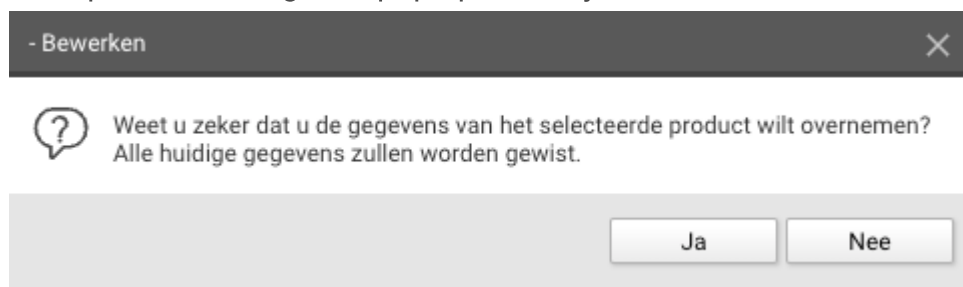 - Bewerken
Weet u zeker dat u de gegevens van het selecteerde product wilt overnemen?
Alle huidige gegevens zullen worden gewist.
Ja
Nee